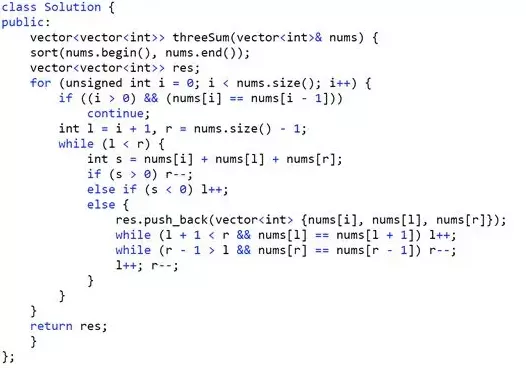 class Solution {
public:
    vector<vector<int>> threeSum(vector<int>& nums) {
    sort(nums.begin(), nums.end());
    vector<vector<int>> res;
    for (unsigned int i = 0; i < nums.size(); i++) {
        if ((i > 0) && (nums[i] == nums[i - 1]))
            continue;
        int l = i + 1, r = nums.size() - 1;
        while (l < r) {
            int s = nums[i] + nums[l] + nums[r];
            if (s > 0) r--;
            else if (s < 0) l++;
            else {
                res.push_back(vector<int> {nums[i], nums[l], nums[r]});
                while (l + 1 < r && nums[l] == nums[l + 1]) l++;
                while (r - 1 > l && nums[r] == nums[r - 1]) r--;
                l++; r--;
            }
        }
    }
    return res;
    }
};